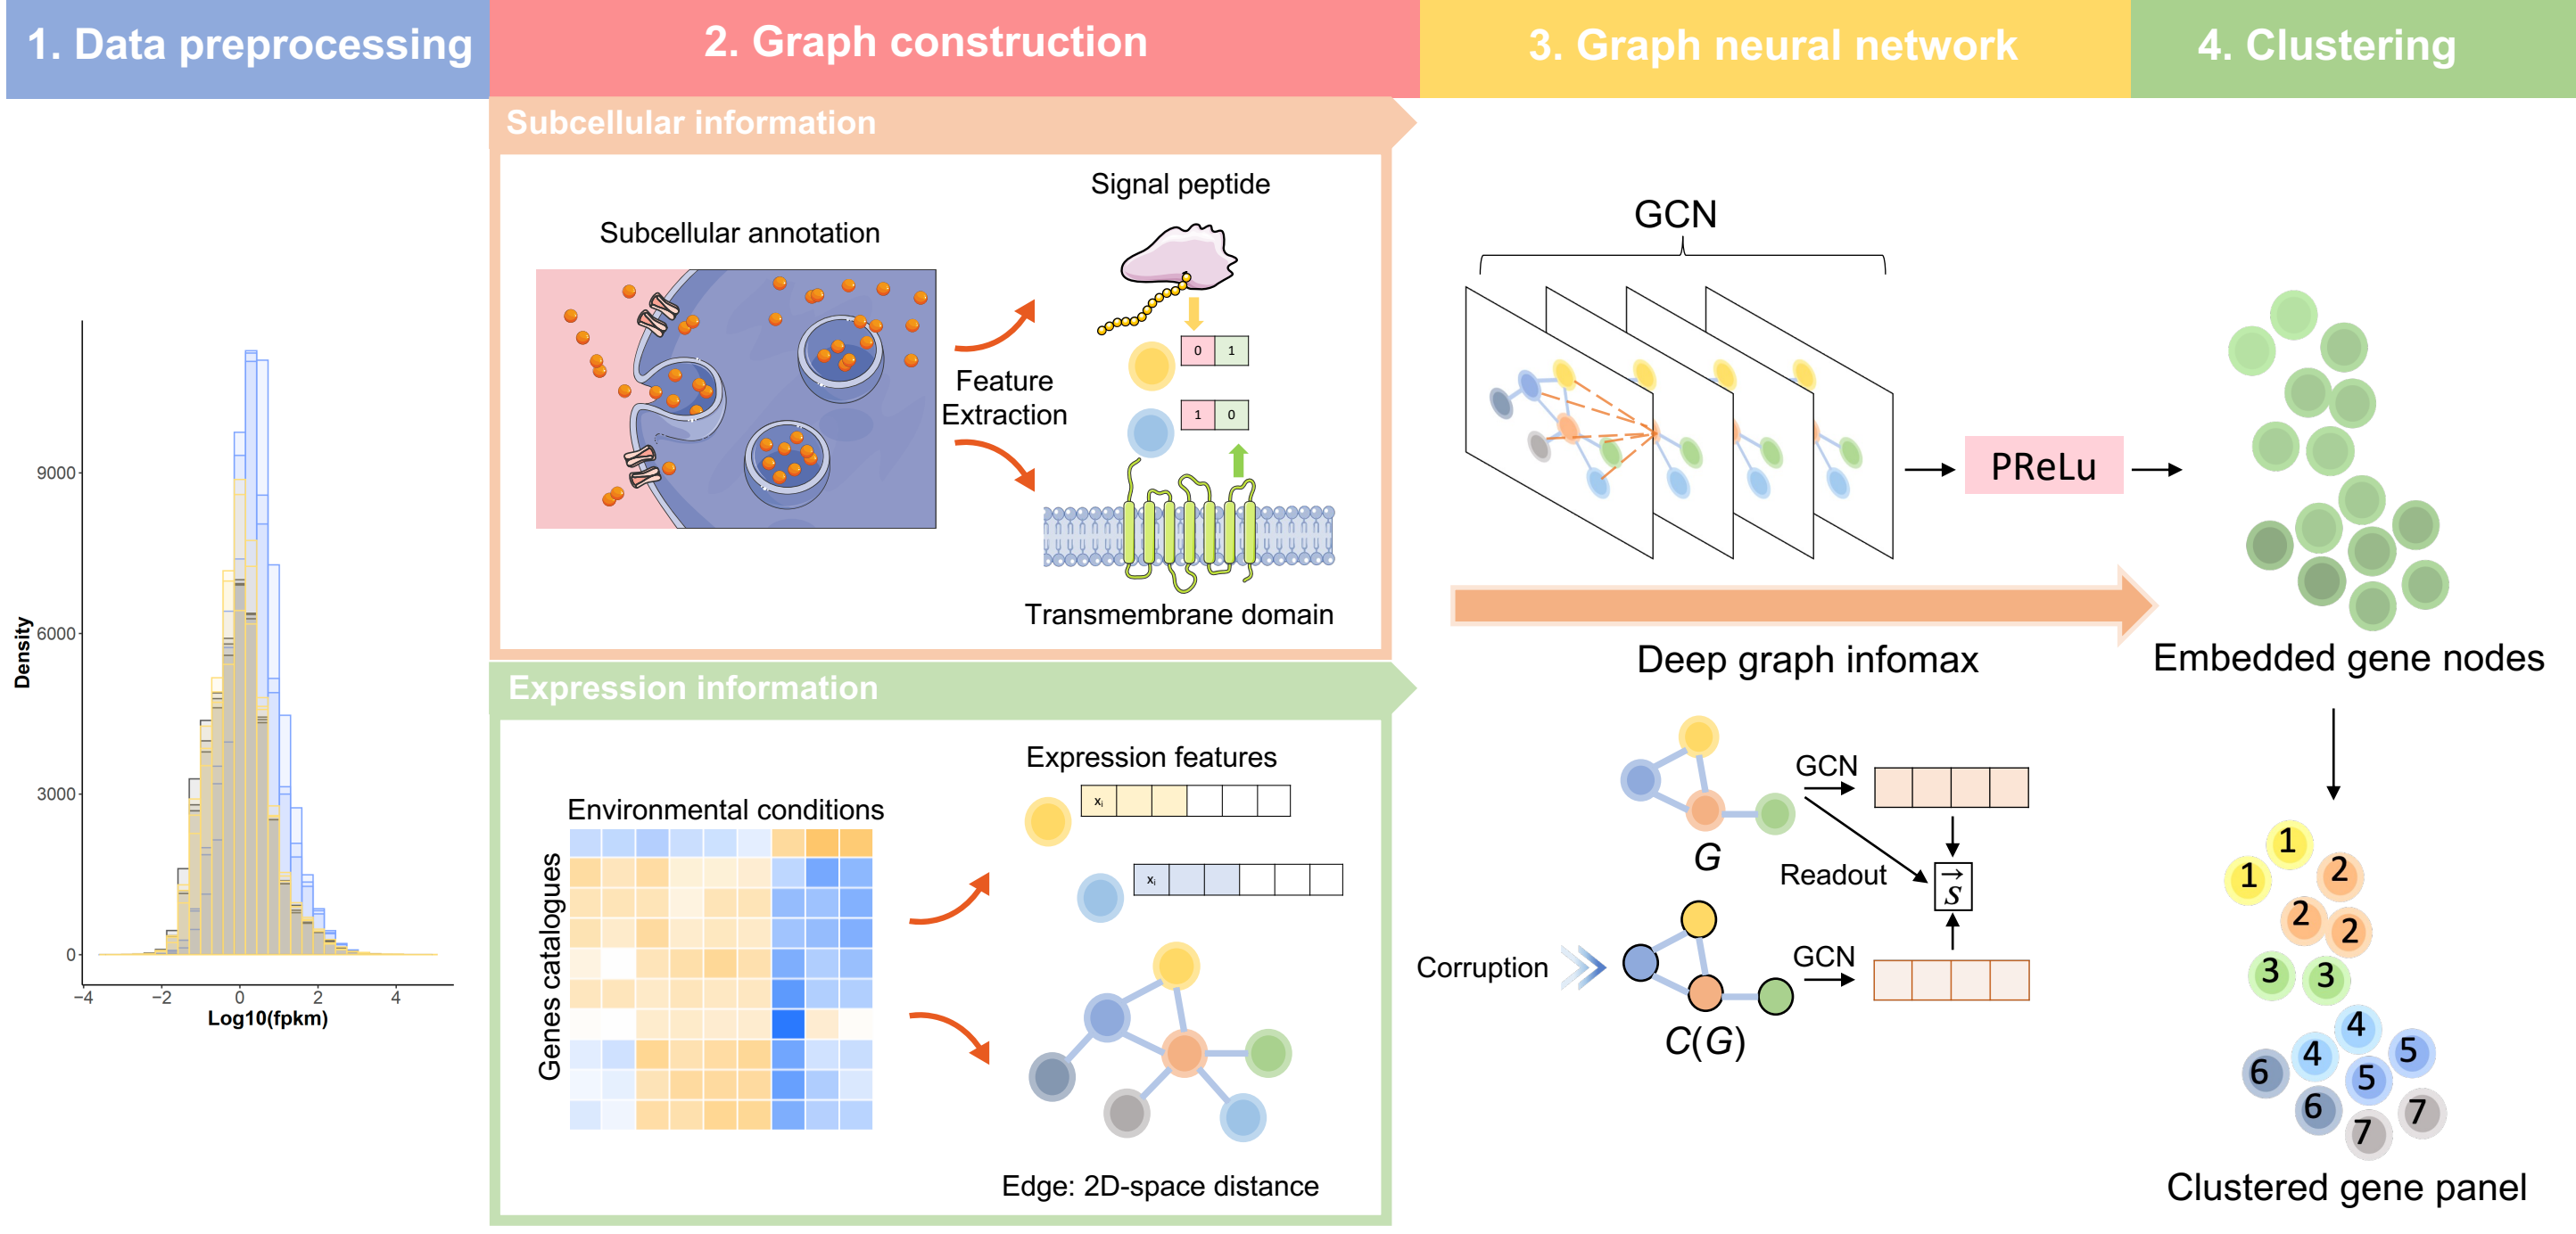 1. Data preprocessing
2. Graph construction
3. Graph neural network
4. Clustering
Density
9000
6000
3000
0
−4
−2
0
2
4
Log10(fpkm)
Subcellular information
Subcellular annotation
Feature
Extraction
Signal peptide
0 1
1 0
Transmembrane domain
Expression information
Environmental conditions
Genes catalogues
Expression features
xi
xi
Edge: 2D-space distance
GCN
PReLu
Deep graph infomax
G
GCN
Readout
s
Corruption
C(G)
GCN
Embedded gene nodes
1
1
2
2
2
3
3
4
4
5
5
6
6
7
7
Clustered gene panel